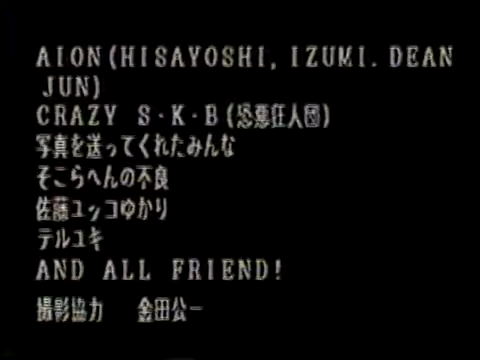 AION(HISAYOSHI, IZUMI. DEAN
JUN)
CRAZY S・K・B(恐悪狂人団)
写真を送ってくれたみんな
そこらへんの不良
佐藤ユッコゆかり
テルユキ
AND ALL FRIEND!
撮影協力 金田公一